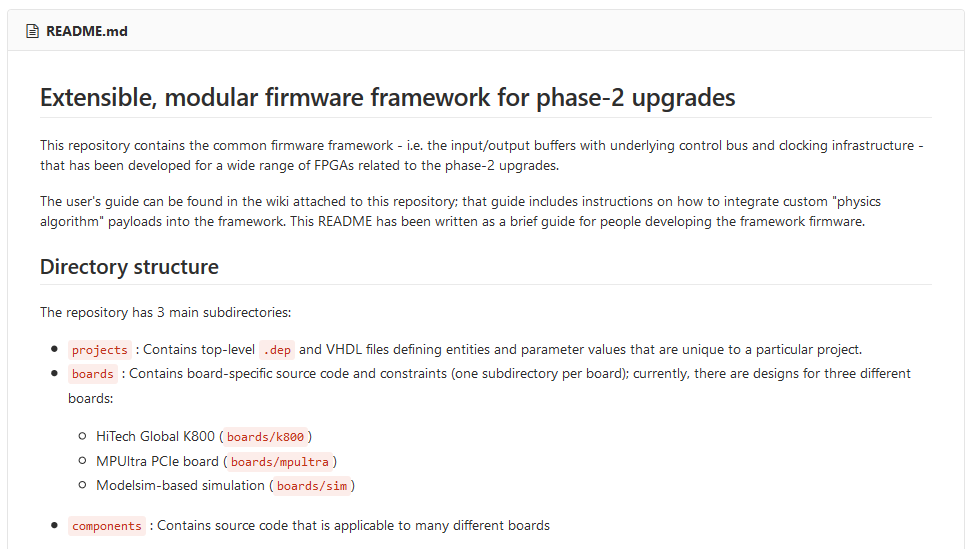 README.md
Extensible, modular firmware framework for phase-2 upgrades
This repository contains the common firmware framework - i.e. the input/output buffers with underlying control bus and clocking infrastructure -
that has been developed for a wide range of FPGAs related to the phase-2 upgrades.
The user's guide can be found in the wiki attached to this repository; that guide includes instructions on how to integrate custom "physics
algorithm" payloads into the framework. This README has been written as a brief guide for people developing the framework firmware.
Directory structure
The repository has 3 main subdirectories:
projects : Contains top-level .dep and VHDL files defining entities and parameter values that are unique to a particular project.
boards : Contains board-specific source code and constraints (one subdirectory per board); currently, there are designs for three different
boards:
HiTech Global K800 ( boards/k800 )
MPUltra PCIe board ( boards/mpultra )
Modelsim-based simulation ( boards/sim )
components : Contains source code that is applicable to many different boards